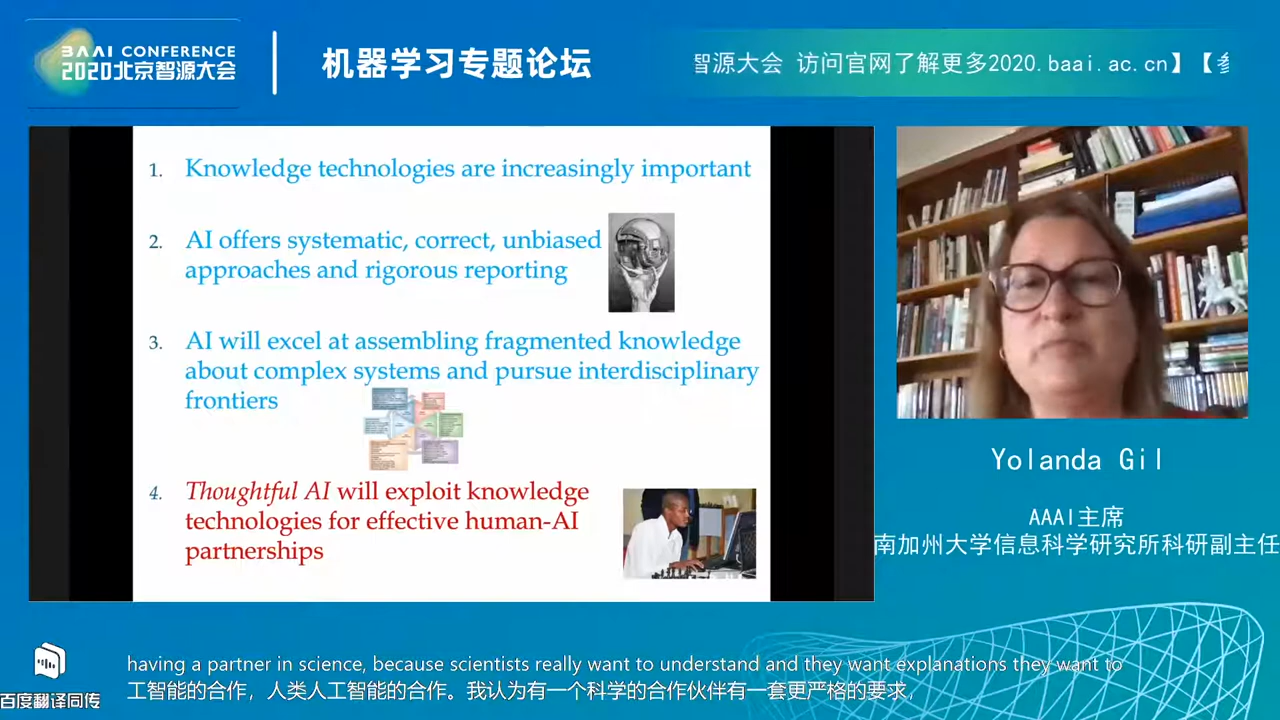 BAAI CONFERENCE
2020北京智源大会
机器学习专题论坛
智源大会 访问官网了解更多2020.baai.ac.cn】【参
1. Knowledge technologies are increasingly important
2. AI offers systematic, correct, unbiased
approaches and rigorous reporting
3. AI will excel at assembling fragmented knowledge
about complex systems and pursue interdisciplinary
frontiers
4. Thoughtful AI will exploit knowledge
technologies for effective human-AI
partnerships
Yolanda Gil
AAAI主席
南加州大学信息科学研究所科研副主任
having a partner in science, because scientists really want to understand and they want explanations they want to
工智能的合作，人类人工智能的合作。我认为有一个科学的合作伙伴有一套更严格的要求，
百度翻译同传